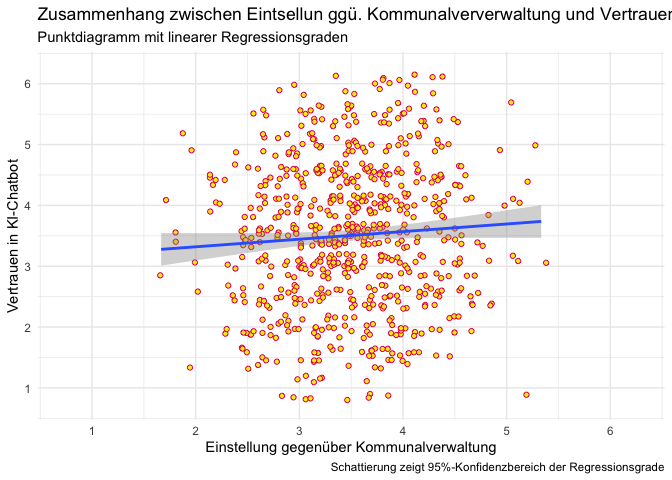 Zusammenhang zwischen Eintsellun ggü. Kommunalververwaltung und Vertrauen
Punktdiagramm mit linearer Regressionsgraden
Vertrauen in KI-Chatbot
6
5
4
3
2
1
1 2 3 4 5 6
Einstellung gegenüber Kommunalverwaltung
Schattierung zeigt 95%-Konfidenzbereich der Regressionsgrade